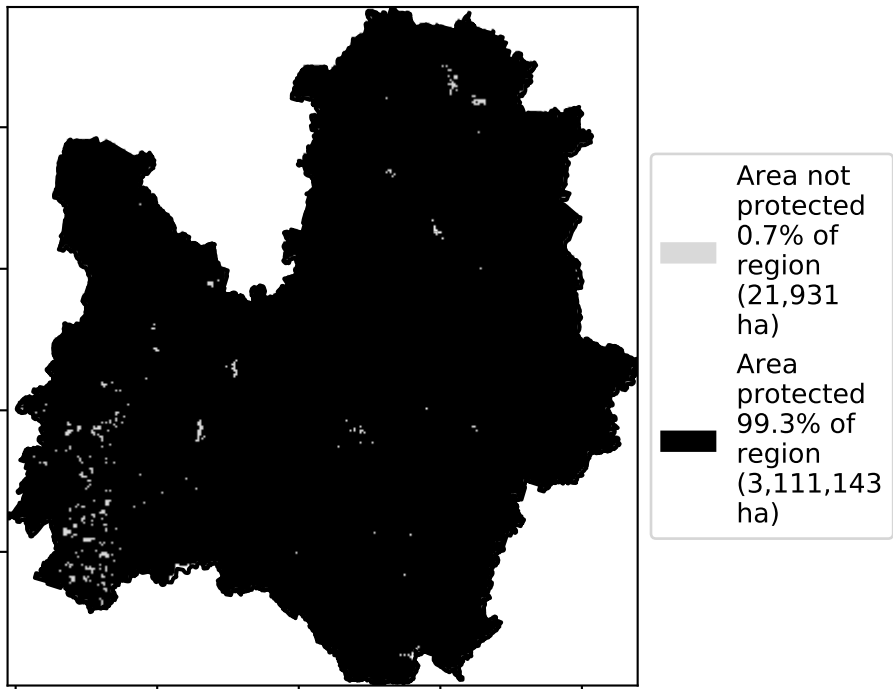 Area not
protected
0.7% of
region
(21,931
ha)
Area
protected
99.3% of
region
(3,111,143
ha)